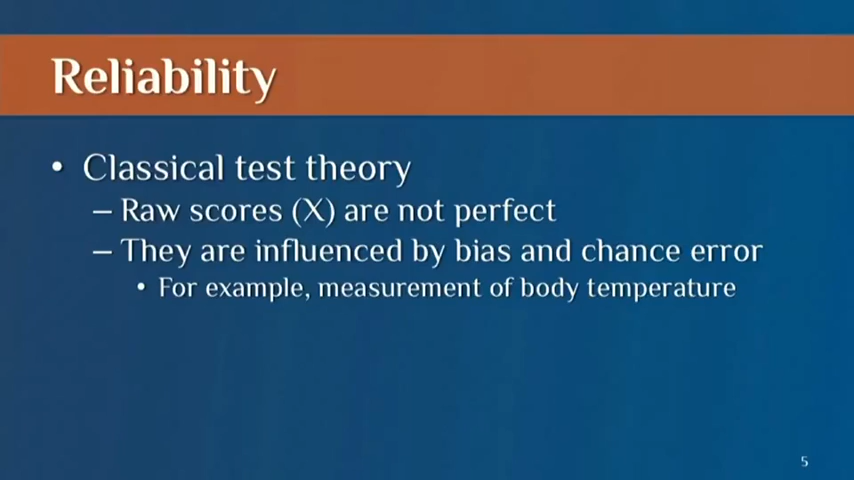 Reliability
• Classical test theory
– Raw scores (X) are not perfect
– They are influenced by bias and chance error
• For example, measurement of body temperature
5